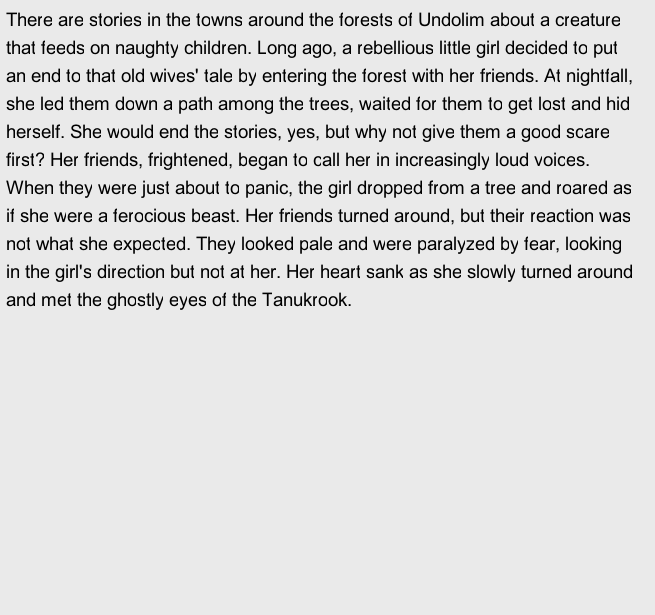 There are stories in the towns around the forests of Undolim about a creature
that feeds on naughty children. Long ago, a rebellious little girl decided to put
an end to that old wives' tale by entering the forest with her friends. At nightfall,
she led them down a path among the trees, waited for them to get lost and hid
herself. She would end the stories, yes, but why not give them a good scare
first? Her friends, frightened, began to call her in increasingly loud voices.
When they were just about to panic, the girl dropped from a tree and roared as
if she were a ferocious beast. Her friends turned around, but their reaction was
not what she expected. They looked pale and were paralyzed by fear, looking
in the girl's direction but not at her. Her heart sank as she slowly turned around
and met the ghostly eyes of the Tanukrook.